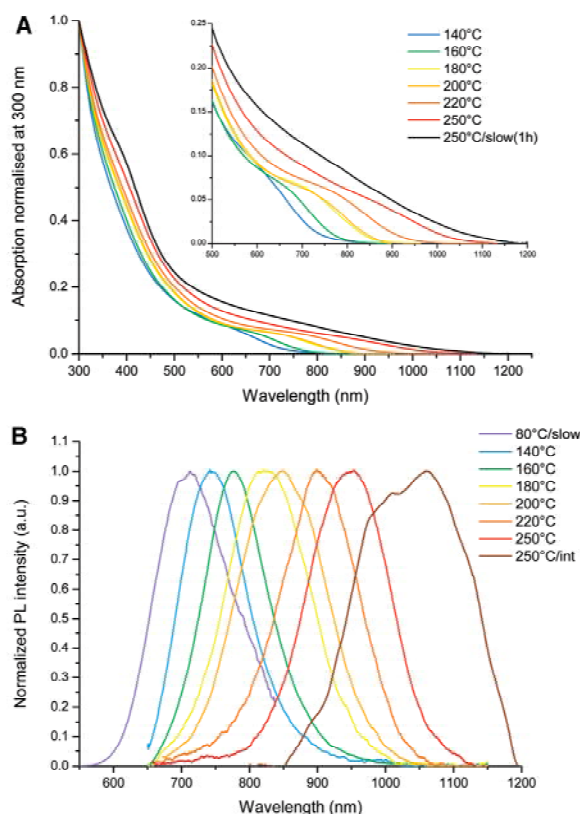 A
Absorption normalised at 300 nm
1.0
0.8
0.6
0.4
0.2
0.0
300 400 500 600 700 800 900 1000 1100 1200
Wavelength (nm)
0.25
0.20
0.15
0.10
0.05
0.00
500 600 700 800 900 1000 1100 1200
140°C
160°C
180°C
200°C
220°C
250°C
250°C/slow(1h)
B
Normalized PL intensity (a.u.)
1.1
1.0
0.9
0.8
0.7
0.6
0.5
0.4
0.3
0.2
0.1
0.0
600 700 800 900 1000 1100 1200
Wavelength (nm)
80°C/slow
140°C
160°C
180°C
200°C
220°C
250°C
250°C/int